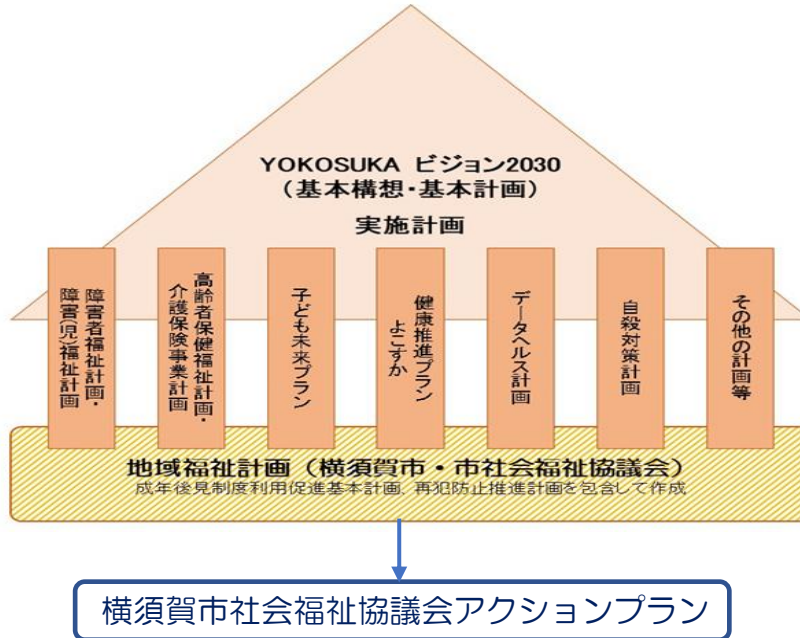 YOKOSUKA ビジョン2030
（基本構想・基本計画）
実施計画
障害者福祉計画・
障害（児）福祉計画
高齢者保健福祉計画・
介護保険事業計画
子ども未来プラン
健康推進プラン
よこすか
データヘルス計画
自殺対策計画
その他の計画等
地域福祉計画（横須賀市・市社会福祉協議会）
成年後見制度利用促進基本計画、再犯防止推進計画を包含して作成
横須賀市社会福祉協議会アクションプラン